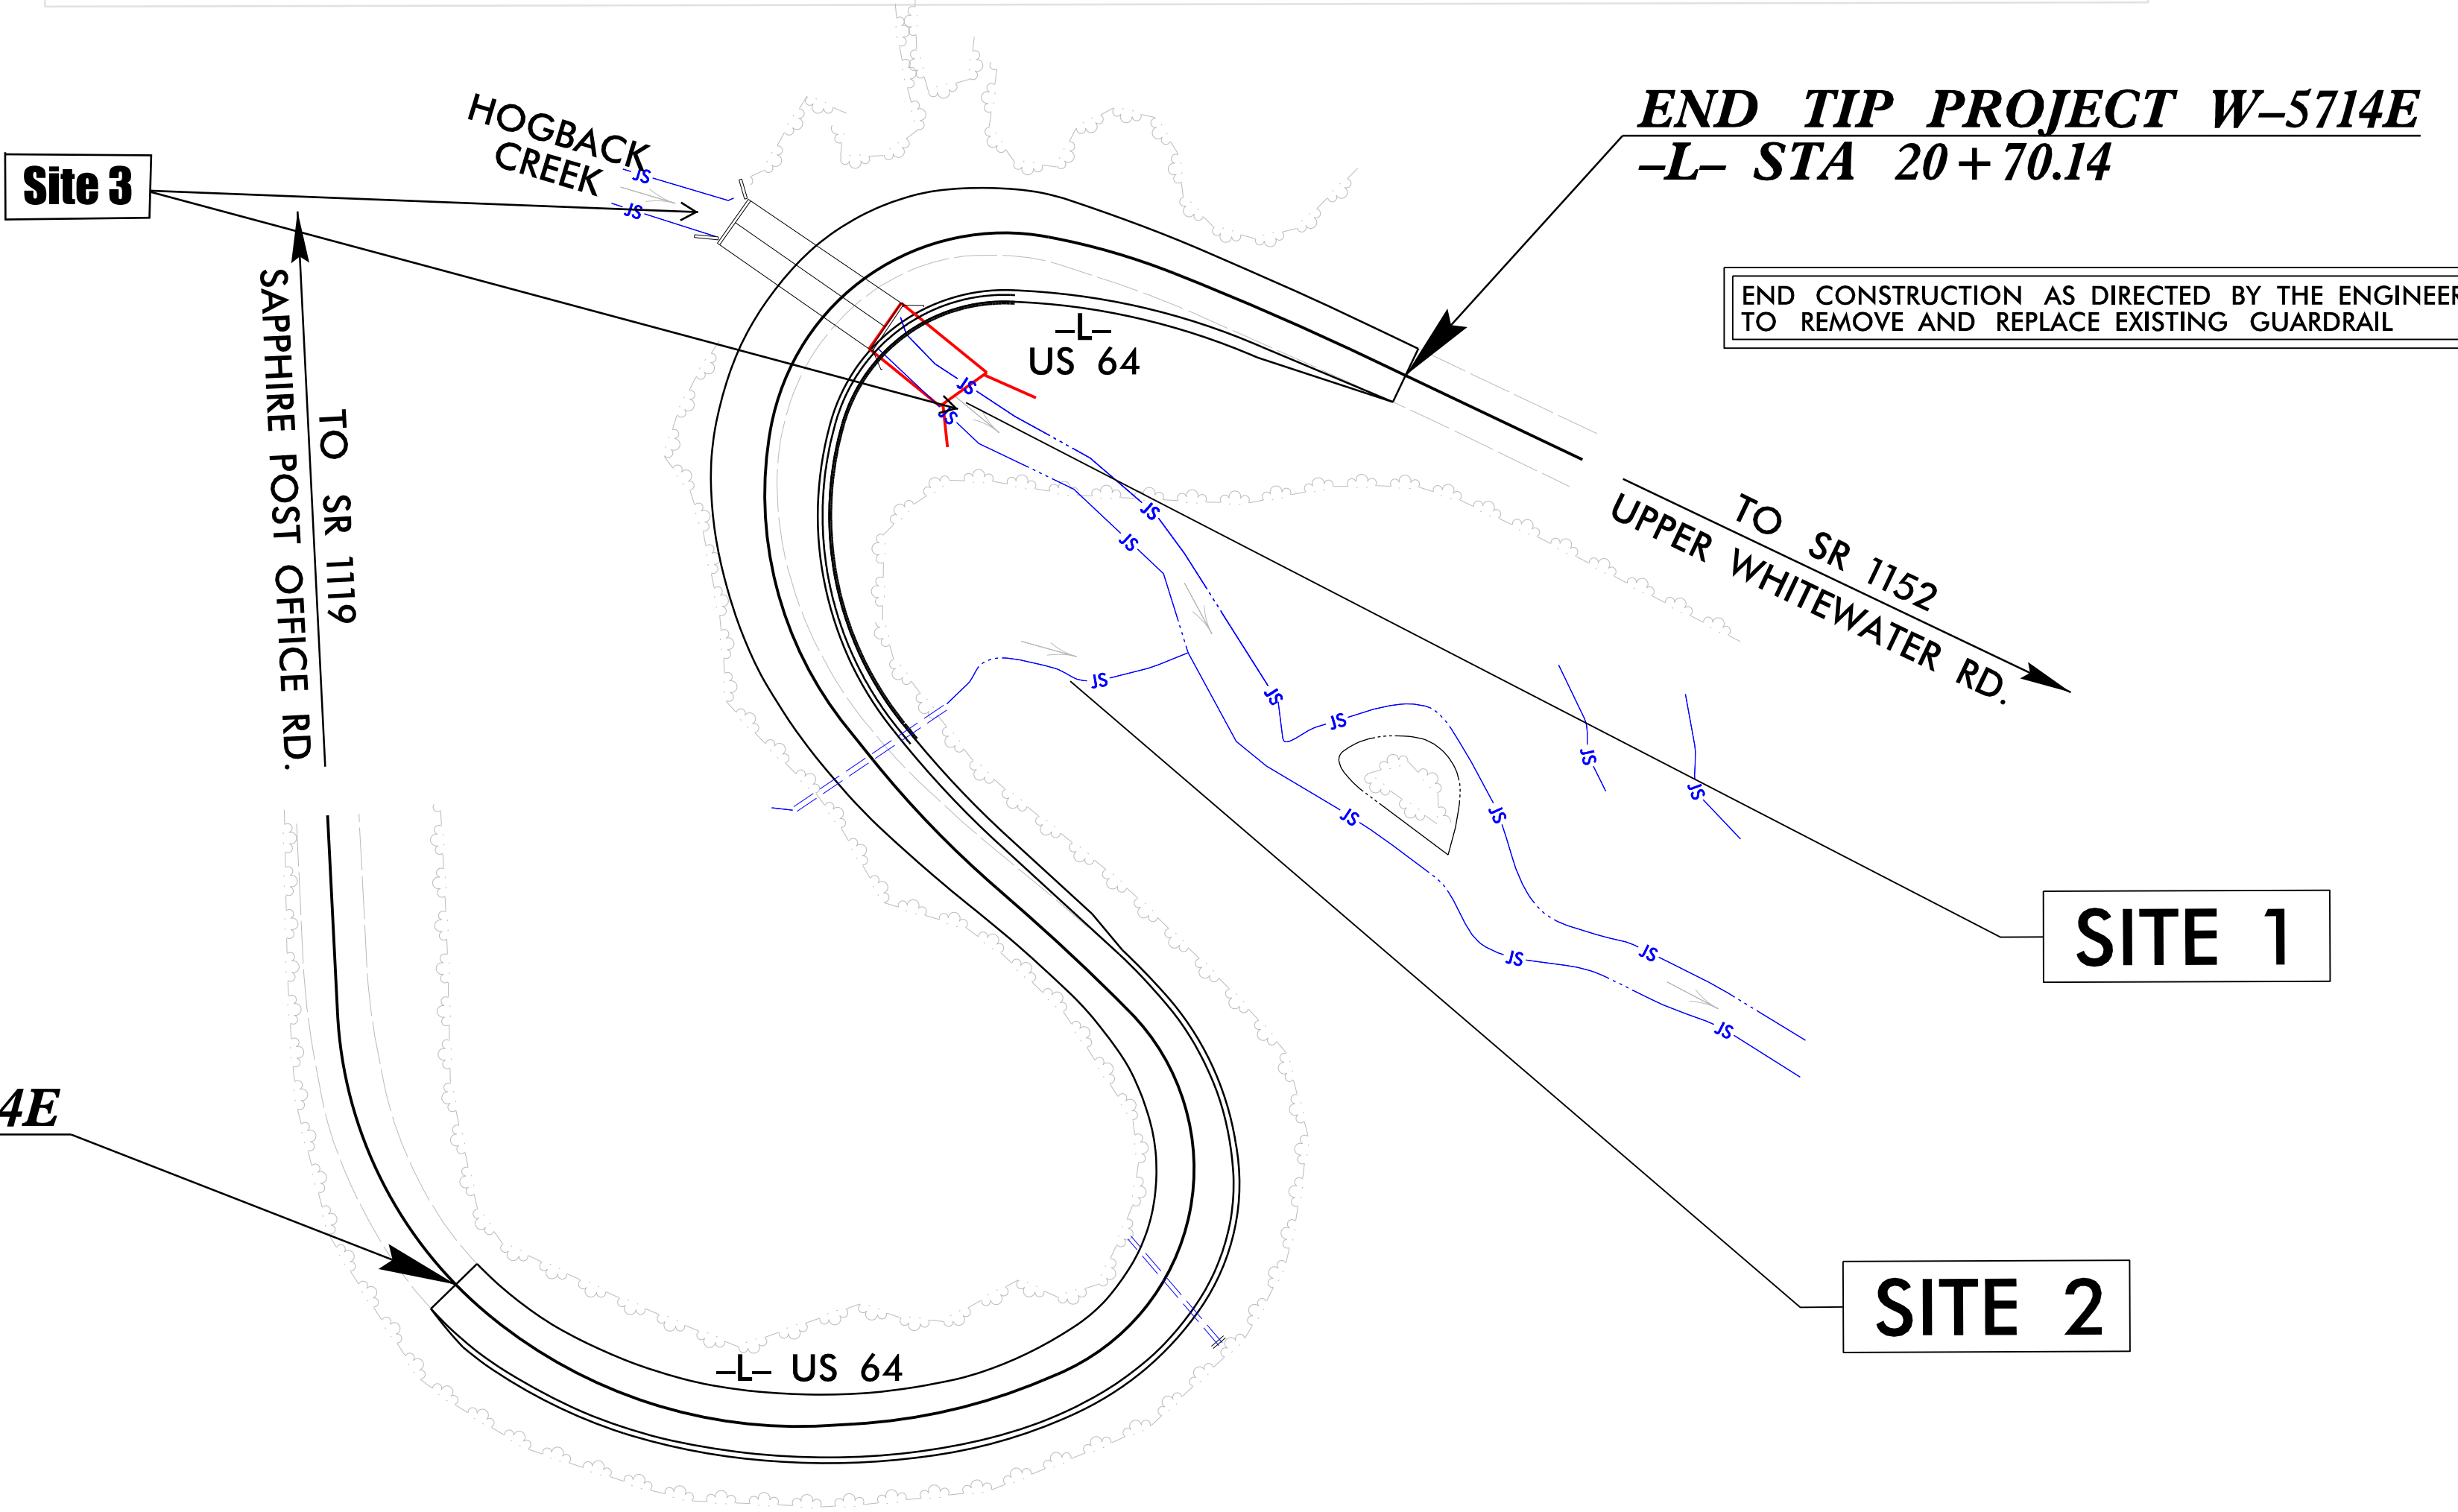 END TIP PROJECT W–5714E
–L– STA 20+70.14
HOGBACK
CREEK
Site 3
JS
JS
END CONSTRUCTION AS DIRECTED BY THE ENGINEER
TO REMOVE AND REPLACE EXISTING GUARDRAIL
–L–
US 64
JS
JS
TO SR 1119
SAPPHIRE POST OFFICE RD.
TO SR 1152
UPPER WHITEWATER RD.
JS
JS
JS
JS
JS
JS
JS
JS
JS
SITE 1
JS
JS
JS
4E
SITE 2
–L– US 64